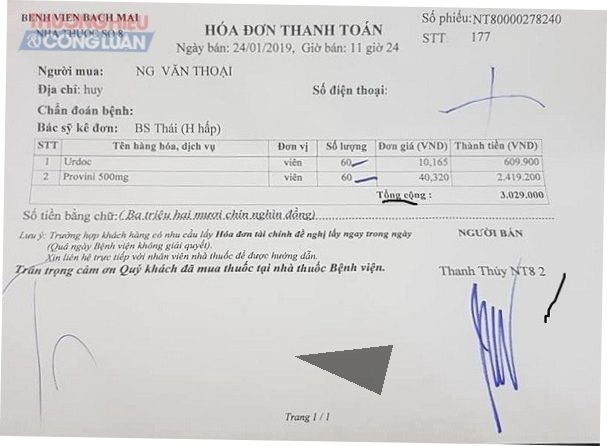 BỆNH VIỆN BẠCH MAI
NHÀ THUỐC SỐ 8
THƯƠNG HIỆU
&CÔNG LUẬN
HÓA ĐƠN THANH TOÁN
Ngày bán: 24/01/2019, Giờ bán: 11 giờ 24
Số phiếu:NT80000278240
STT 177
Người mua: NG VĂN THOẠI
Địa chỉ: huy Số điện thoại:
Chẩn đoán bệnh:
Bác sỹ kê đơn: BS Thái (H hấp)
STT Tên hàng hóa, dịch vụ Đơn vị Số lượng Đơn giá (VND) Thành tiền (VND)
1 Urdoc viên 60 10,165 609.900
2 Provini 500mg viên 60 40,320 2.419.200
Tổng cộng : 3.029.000
Số tiền bằng chữ:( Ba triệu hai mươi chín nghìn đồng)
Lưu ý: Trường hợp khách hàng có nhu cầu lấy Hóa đơn tài chính đề nghị lấy ngay trong ngày
(Quá ngày Bệnh viện không giải quyết).
Xin liên hệ trực tiếp với nhân viên nhà thuốc để được hướng dẫn.
Trân trọng cảm ơn Quý khách đã mua thuốc tại nhà thuốc Bệnh viện.
NGƯỜI BÁN
Thanh Thùy NT8 2
Trang 1 / 1